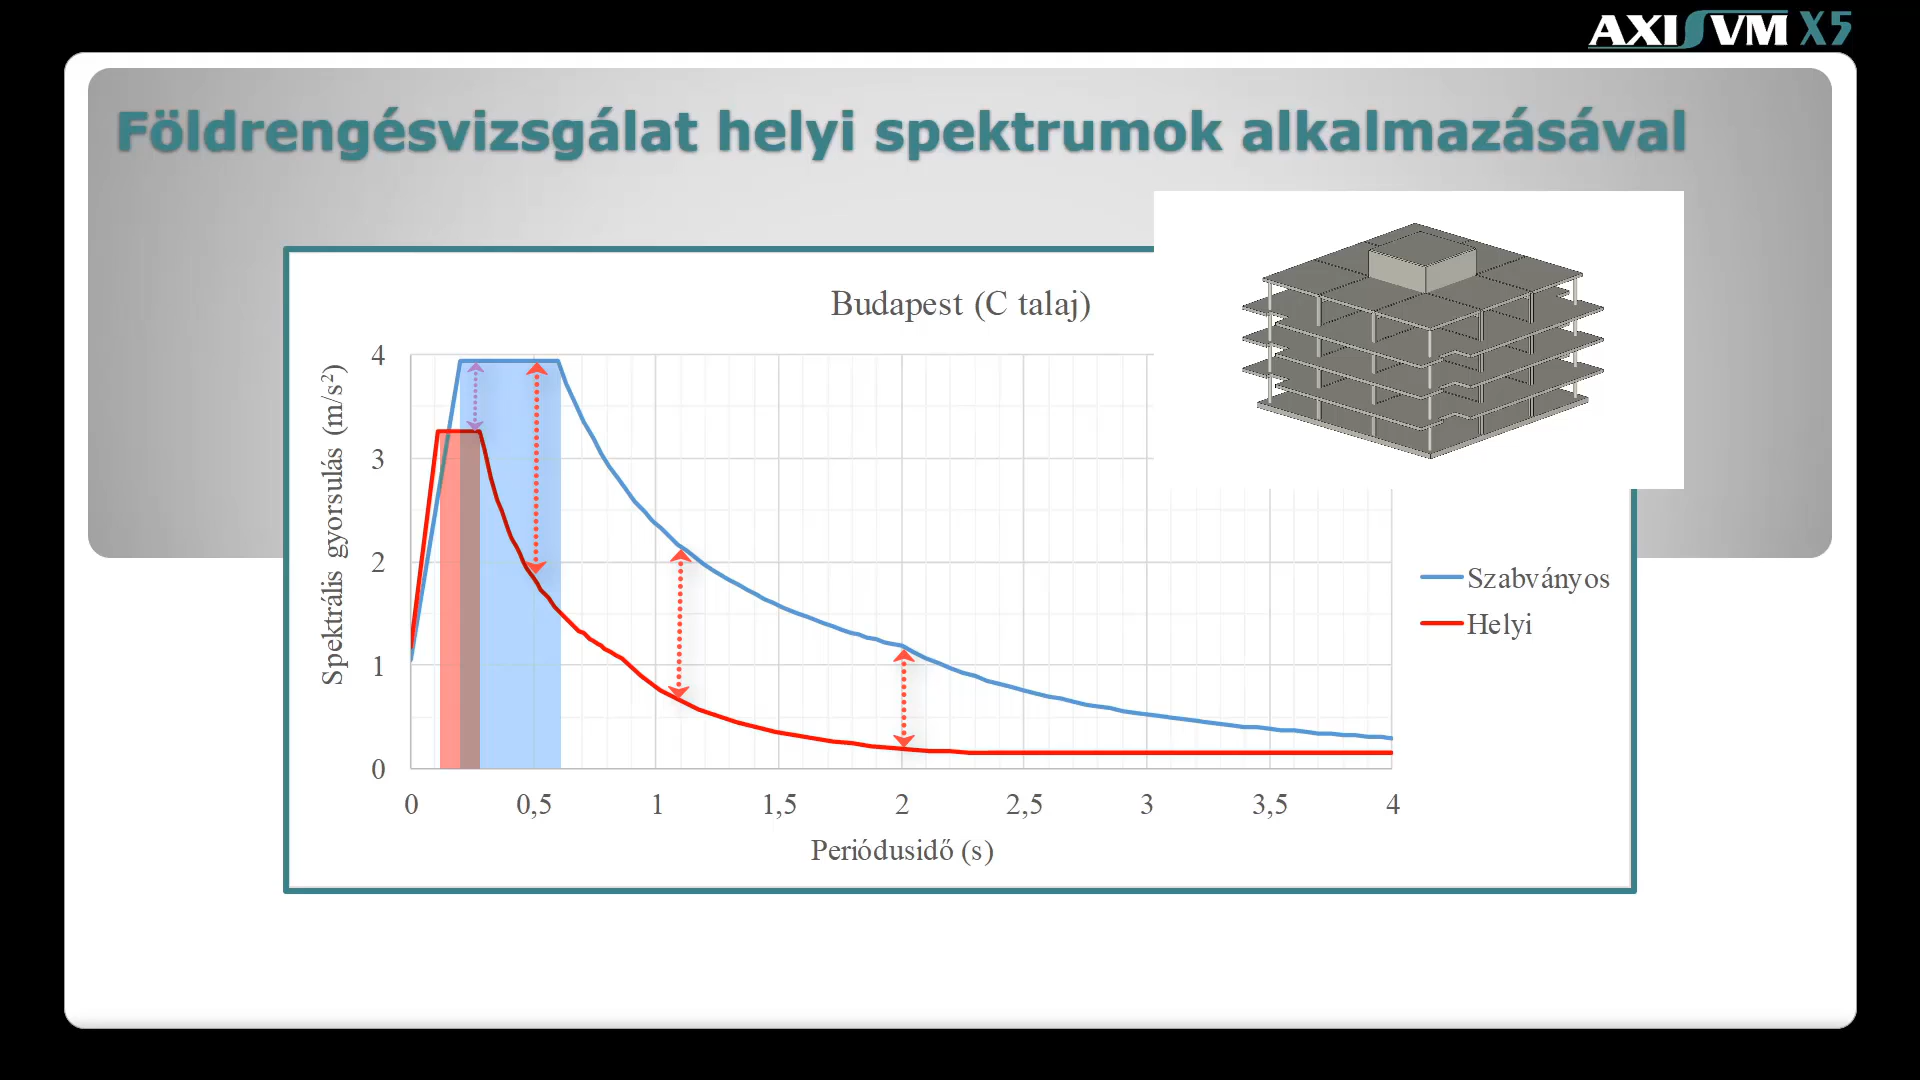 AXISVM X5
Földrengésvizsgálat helyi spektrumok alkalmazásával
Budapest (C talaj)
Spektrális gyorsulás (m/s²)
4
3
2
1
0
0 0,5 1 1,5 2 2,5 3 3,5 4
Periódusidő (s)
Szabványos
Helyi